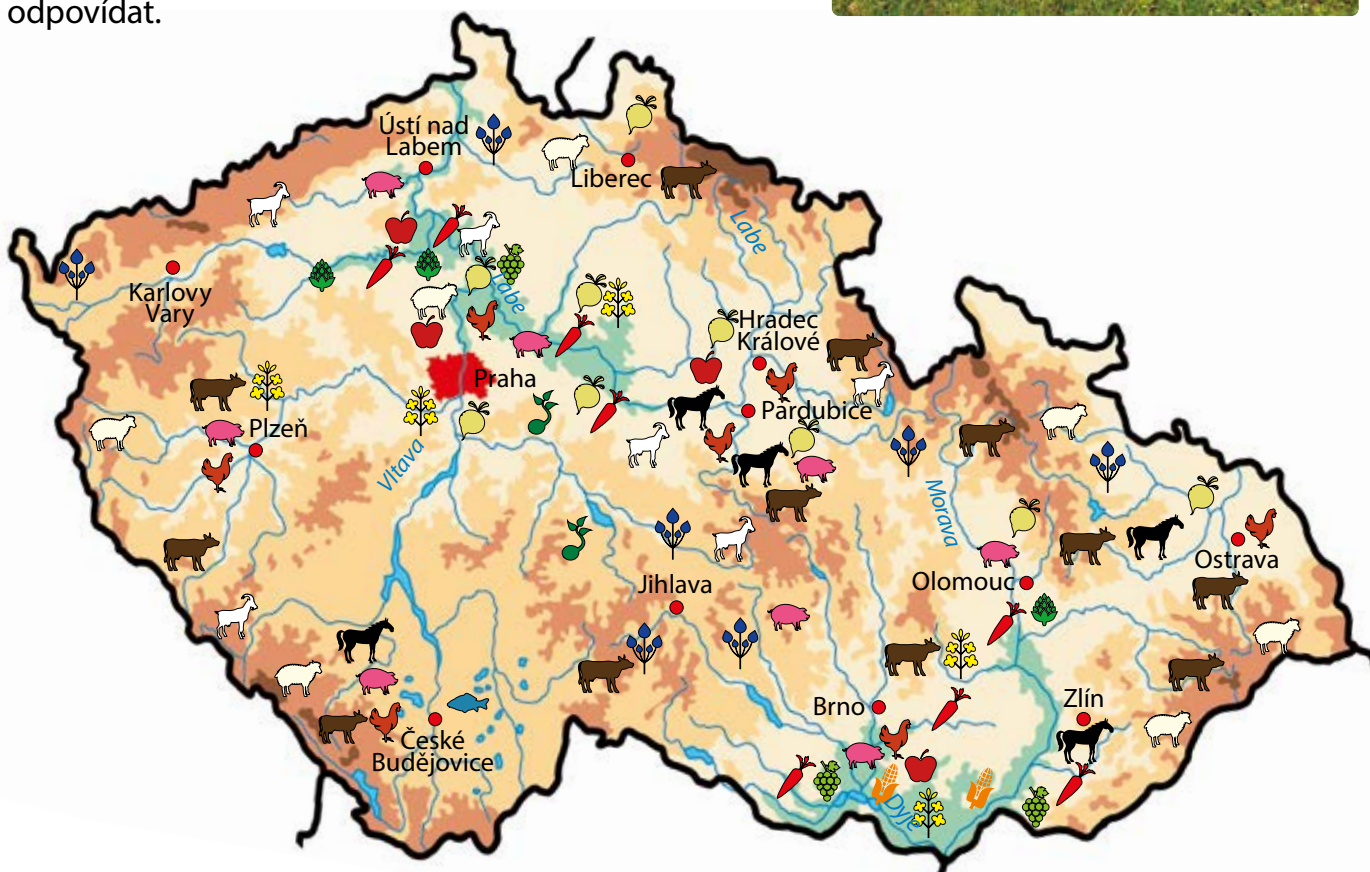 odpovídat.
Ústí nad
Labem
Liberec
Labe
Karlovy
Vary
Labe
Hradec
Králové
Praha
Pardubice
Plzeň
Vltava
Morava
Ostrava
Olomouc
Jihlava
Brno
Zlín
České
Budějovice
Dyje